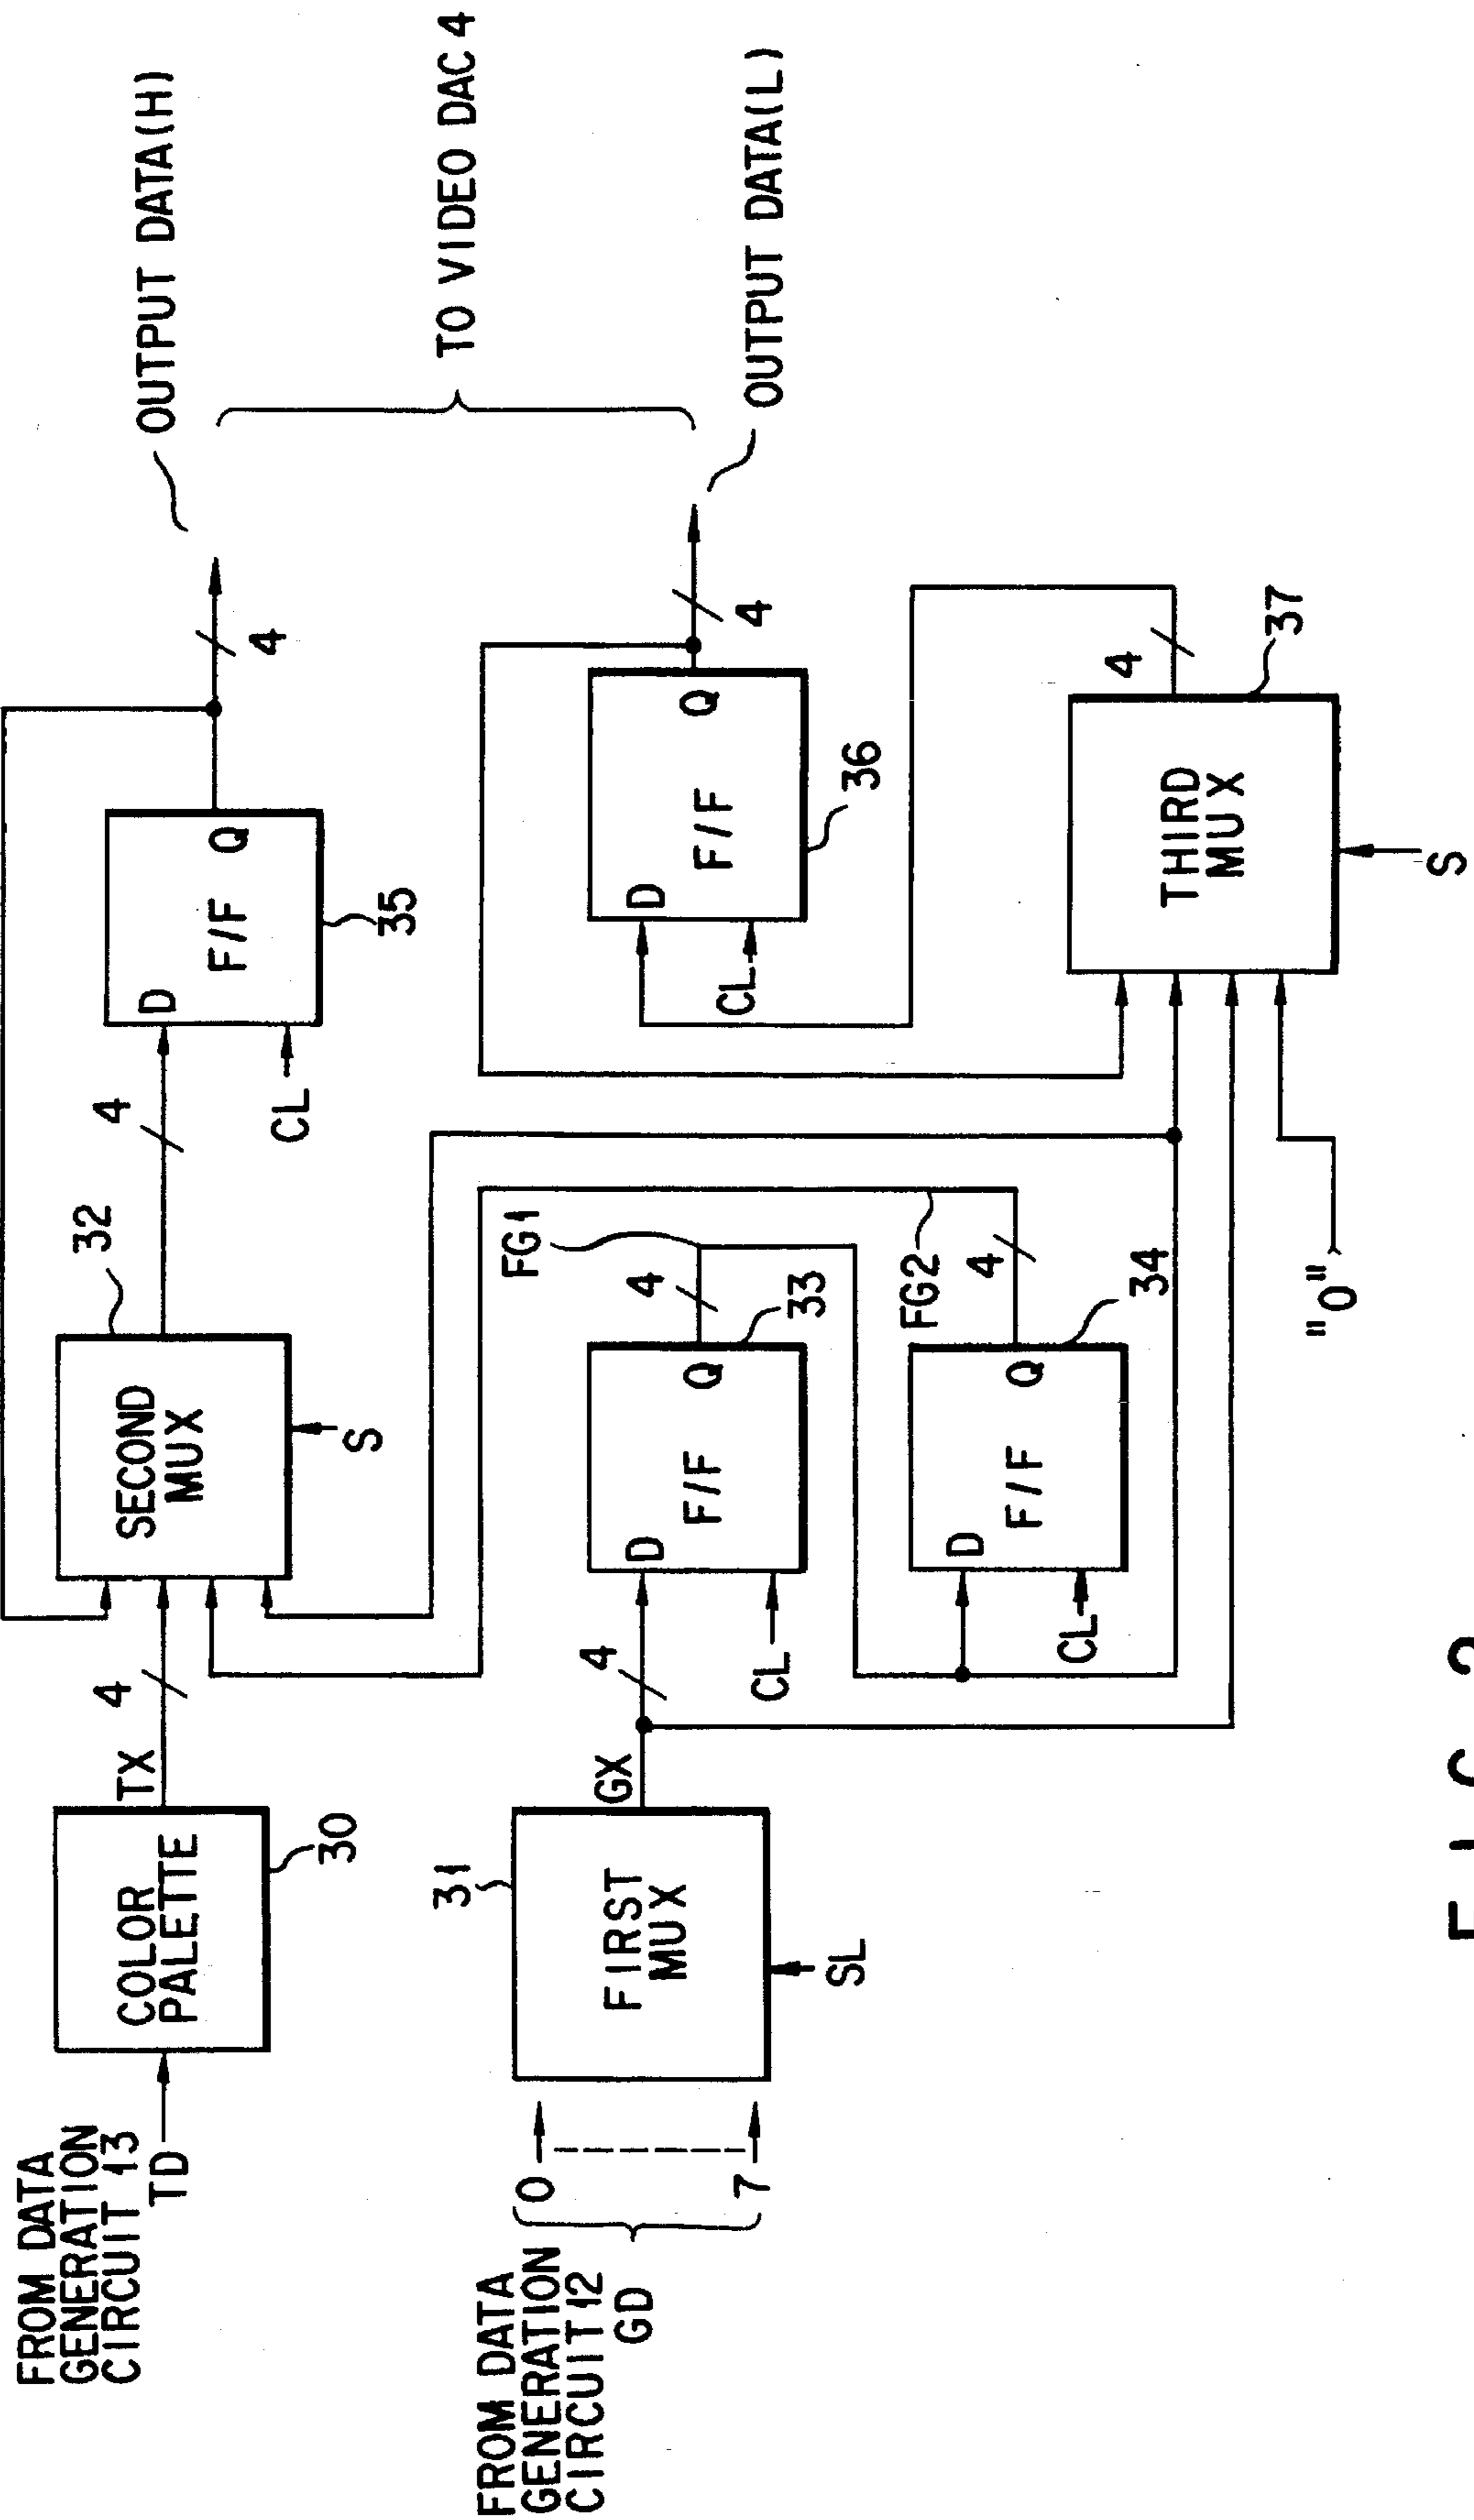 FROM DATA
GENERATION
CIRCUIT 13
TD
COLOR
PALETTE
30
TX
4
SECOND
MUX
32
S
4
D
F/F
Q
CL
35
4
OUTPUT DATA(H)
TO VIDEO DAC 4
FROM DATA
GENERATION
CIRCUIT 12
GD
0
7
FIRST
MUX
31
SL
GX
4
D
F/F
Q
CL
33
4
FG1
D
F/F
Q
CL
34
4
FG2
D
F/F
Q
CL
36
4
OUTPUT DATA(L)
THIRD
MUX
37
4
S
"0"